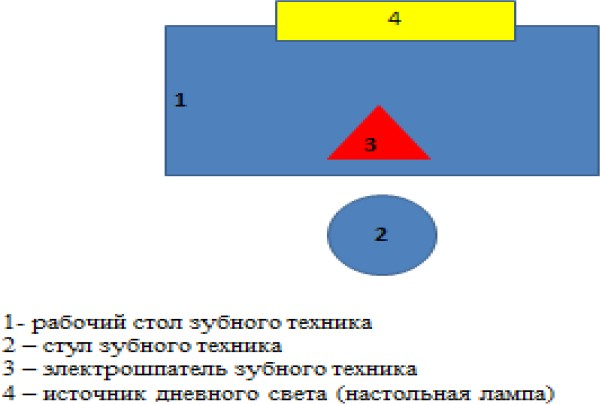 4
1
3
2
1- рабочий стол зубного техника
2 – стул зубного техника
3 – электрошпатель зубного техника
4 – источник дневного света (настольная лампа)